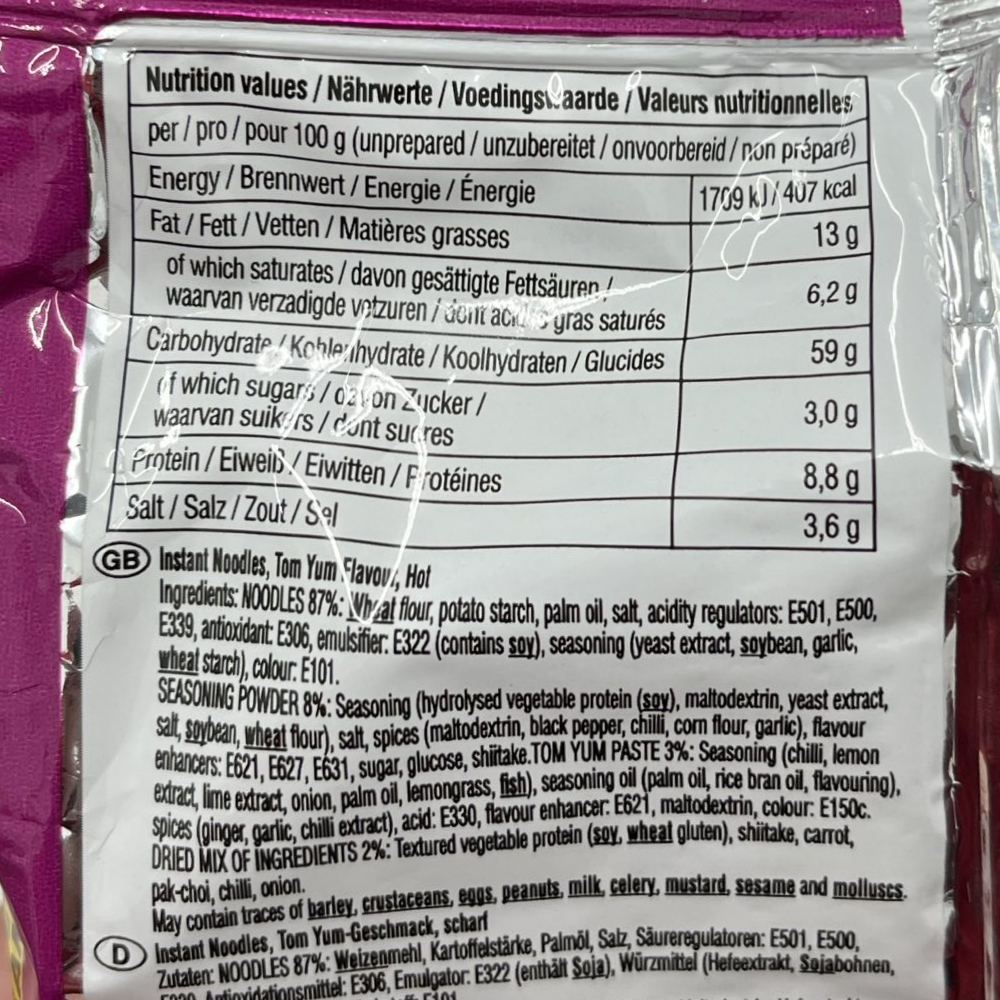 Nutrition values / Nährwerte / Voedingswaarde / Valeurs nutritionnelles
per / pro / pour 100 g (unprepared / unzubereitet / onvoorbereid / non préparé)
Energy / Brennwert / Energie / Énergie 1709 kJ / 407 kcal
Fat / Fett / Vetten / Matières grasses 13 g
of which saturates / davon gesättigte Fettsäuren /
waarvan verzadigde vetzuren / dont acides gras saturés 6,2 g
Carbohydrate / Kohlenhydrate / Koolhydraten / Glucides 59 g
of which sugars / davon Zucker /
waarvan suikers / dont sucres 3,0 g
Protein / Eiweiß / Eiwitten / Protéines 8,8 g
Salt / Salz / Zout / Sel 3,6 g
GB Instant Noodles, Tom Yum Flavour, Hot
Ingredients: NOODLES 87%: Wheat flour, potato starch, palm oil, salt, acidity regulators: E501, E500,
E339, antioxidant: E306, emulsifier: E322 (contains soy), seasoning (yeast extract, soybean, garlic,
wheat starch), colour: E101.
SEASONING POWDER 8%: Seasoning (hydrolysed vegetable protein (soy), maltodextrin, yeast extract,
salt, soybean, wheat flour), salt, spices (maltodextrin, black pepper, chilli, corn flour, garlic), flavour
enhancers: E621, E627, E631, sugar, glucose, shiitake.TOM YUM PASTE 3%: Seasoning (chilli, lemon
extract, lime extract, onion, palm oil, lemongrass, fish), seasoning oil (palm oil, rice bran oil, flavouring),
spices (ginger, garlic, chilli extract), acid: E330, flavour enhancer: E621, maltodextrin, colour: E150c.
DRIED MIX OF INGREDIENTS 2%: Textured vegetable protein (soy, wheat gluten), shiitake, carrot,
pak-choi, chilli, onion.
May contain traces of barley, crustaceans, eggs, peanuts, milk, celery, mustard, sesame and molluscs.
D Instant Noodles, Tom Yum-Geschmack, scharf
Zutaten: NOODLES 87%: Weizenmehl, Kartoffelstärke, Palmöl, Salz, Säureregulatoren: E501, E500,
Antioxidationsmittel: E306, Emulgator: E322 (enthält Soja), Würzmittel (Hefeextrakt, Sojabohnen,